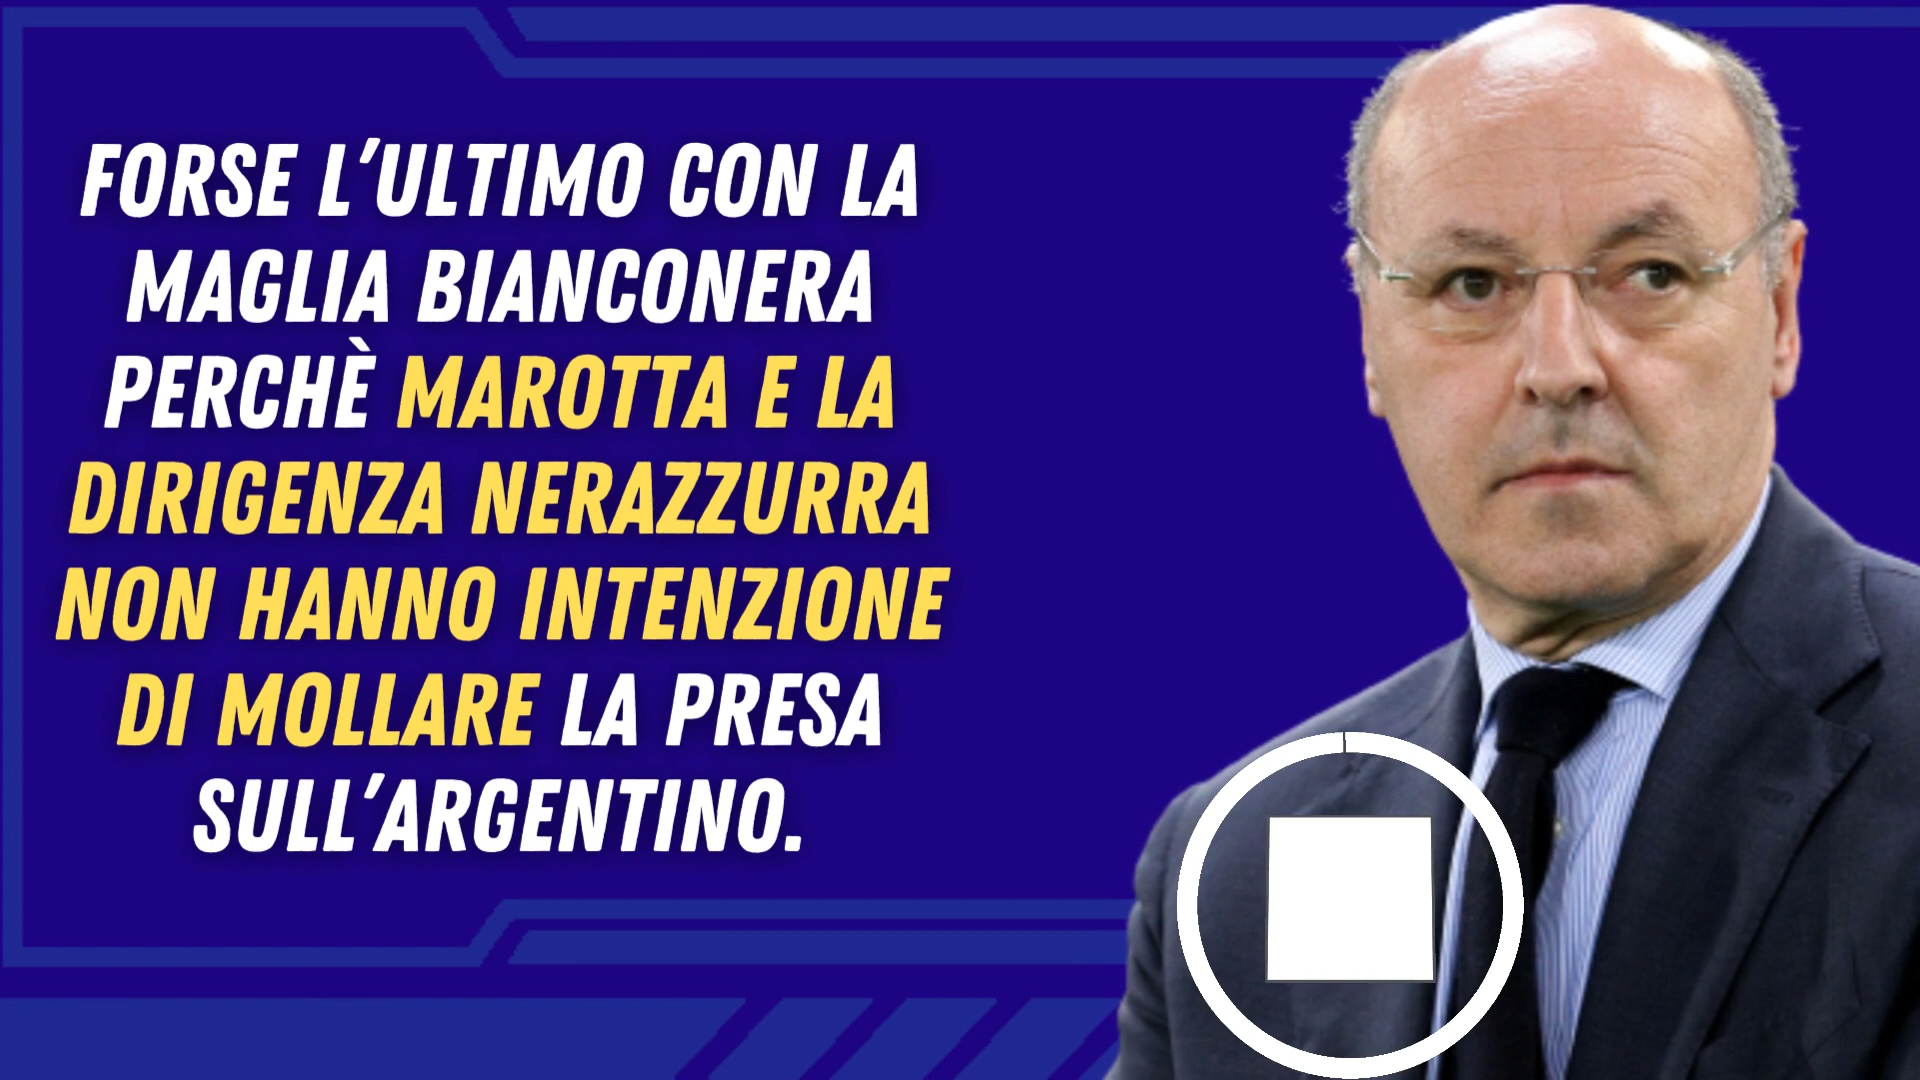 FORSE L'ULTIMO CON LA
MAGLIA BIANCONERA
PERCHÈ MAROTTA E LA
DIRIGENZA NERAZZURRA
NON HANNO INTENZIONE
DI MOLLARE LA PRESA
SULL'ARGENTINO.